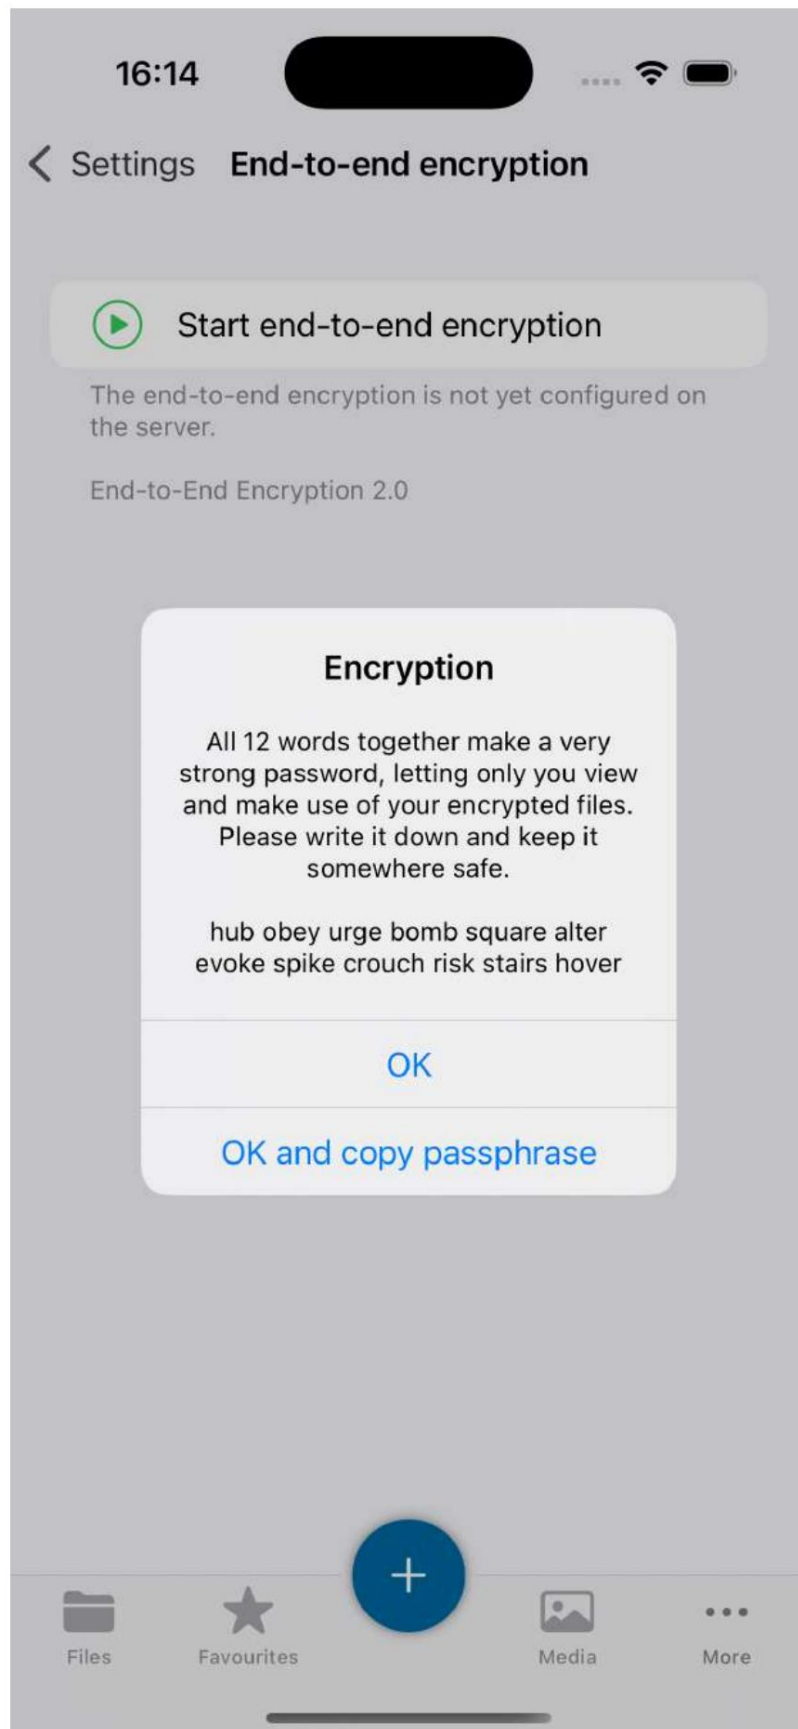 16:14
Settings End-to-end encryption
Start end-to-end encryption
The end-to-end encryption is not yet configured on
the server.
End-to-End Encryption 2.0
Encryption
All 12 words together make a very
strong password, letting only you view
and make use of your encrypted files.
Please write it down and keep it
somewhere safe.
hub obey urge bomb square alter
evoke spike crouch risk stairs hover
OK
OK and copy passphrase
Files Favourites Media More